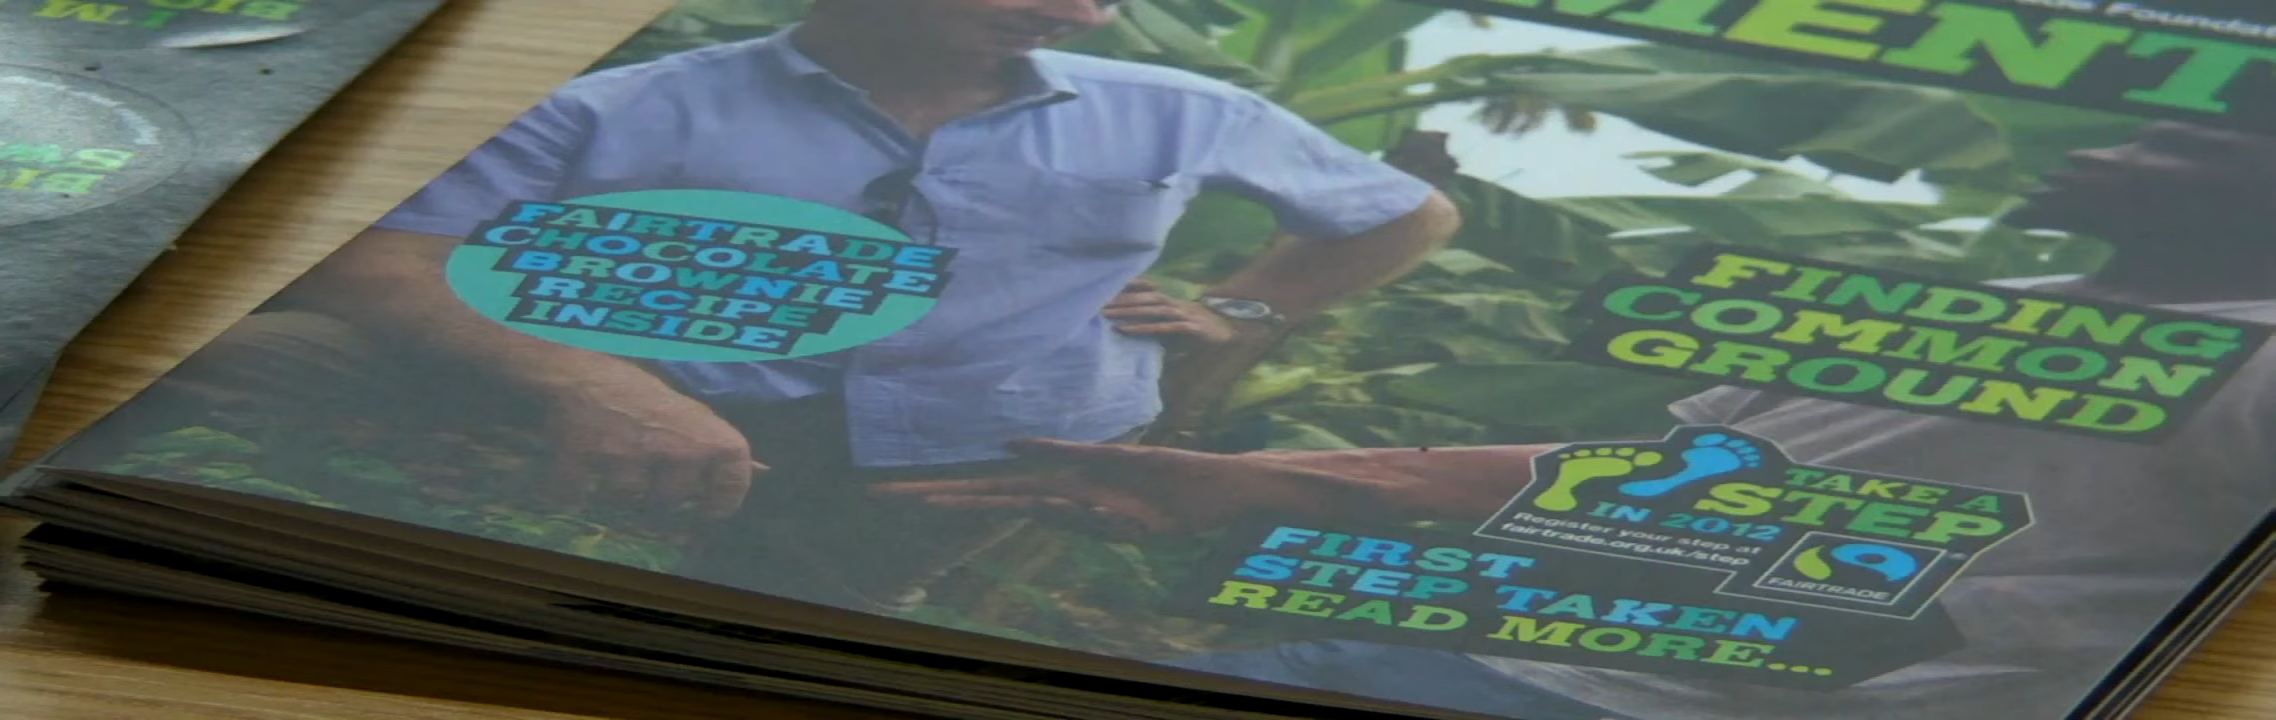 MENT
FAIRTRADE
CHOCOLATE
BROWNIE
RECIPE
INSIDE
FINDING
COMMON
GROUND
TAKE A
STEP
IN 2012
Register your step at
fairtrade.org.uk/step
FAIRTRADE
FIRST
STEP TAKEN
READ MORE...